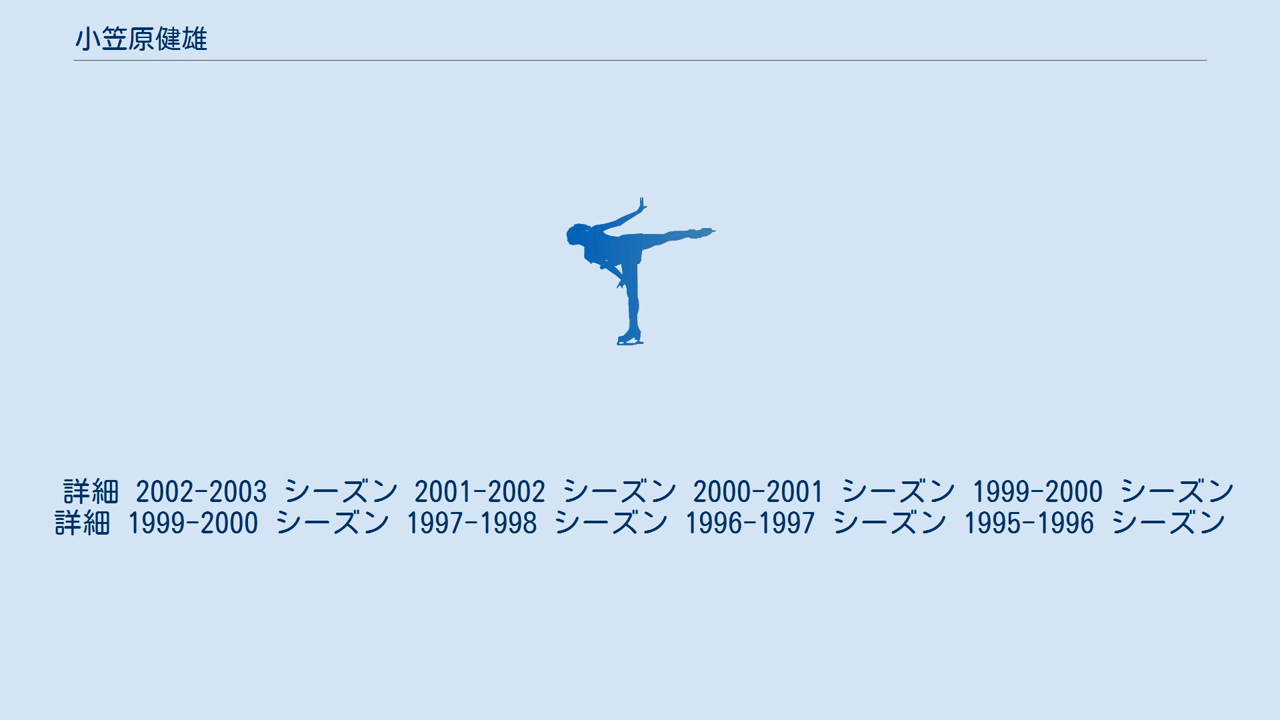 小笠原健雄
詳細 2002-2003 シーズン 2001-2002 シーズン 2000-2001 シーズン 1999-2000 シーズン
詳細 1999-2000 シーズン 1997-1998 シーズン 1996-1997 シーズン 1995-1996 シーズン